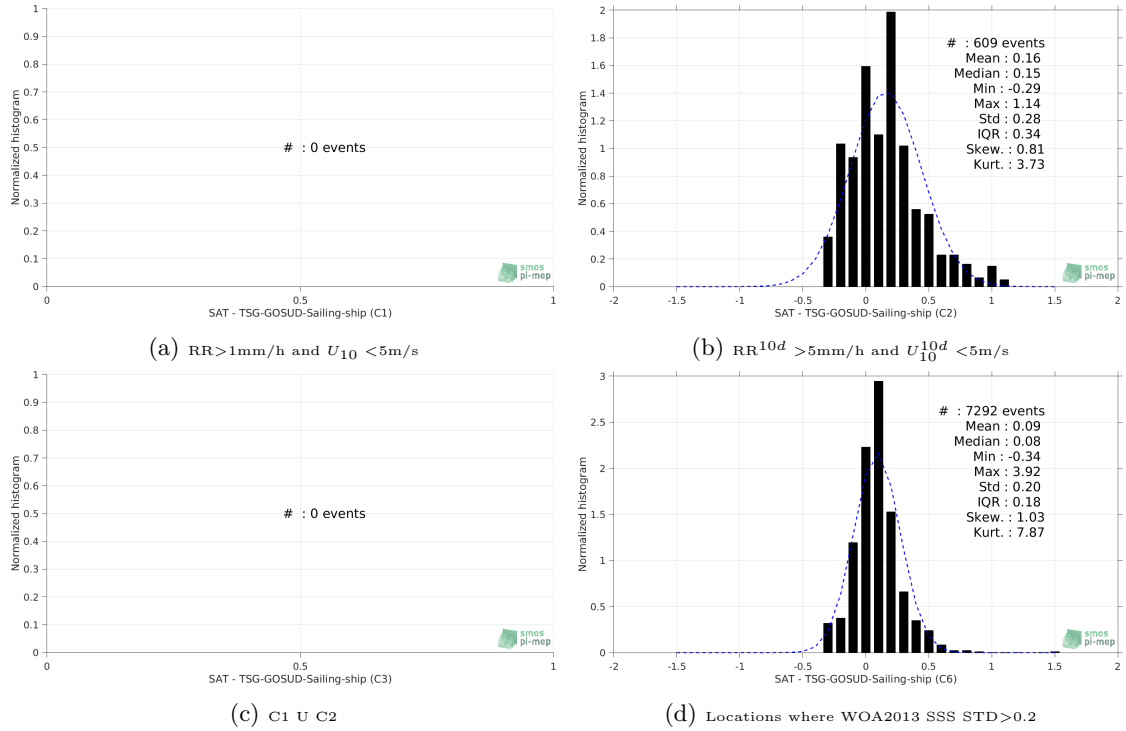 1
0.9
0.8
0.7
0.6
0.5
0.4
0.3
0.2
0.1
0
0
0.5
1
Normalized histogram
# : 0 events
smos
pi-mep
SAT - TSG-GOSUD-Sailing-ship (C1)
(a) RR>1mm/h and U10 <5m/s
2
1.8
1.6
1.4
1.2
1
0.8
0.6
0.4
0.2
0
-2
-1.5
-1
-0.5
0
0.5
1
1.5
2
Normalized histogram
# : 609 events
Mean : 0.16
Median : 0.15
Min : -0.29
Max : 1.14
Std : 0.28
IQR : 0.34
Skew. : 0.81
Kurt. : 3.73
smos
pi-mep
SAT - TSG-GOSUD-Sailing-ship (C2)
(b) RR^10d >5mm/h and U_10^10d <5m/s
1
0.9
0.8
0.7
0.6
0.5
0.4
0.3
0.2
0.1
0
0
0.5
1
Normalized histogram
# : 0 events
smos
pi-mep
SAT - TSG-GOSUD-Sailing-ship (C3)
(c) C1 U C2
3
2.5
2
1.5
1
0.5
0
-2
-1.5
-1
-0.5
0
0.5
1
1.5
2
Normalized histogram
# : 7292 events
Mean : 0.09
Median : 0.08
Min : -0.34
Max : 3.92
Std : 0.20
IQR : 0.18
Skew. : 1.03
Kurt. : 7.87
smos
pi-mep
SAT - TSG-GOSUD-Sailing-ship (C6)
(d) Locations where WOA2013 SSS STD>0.2